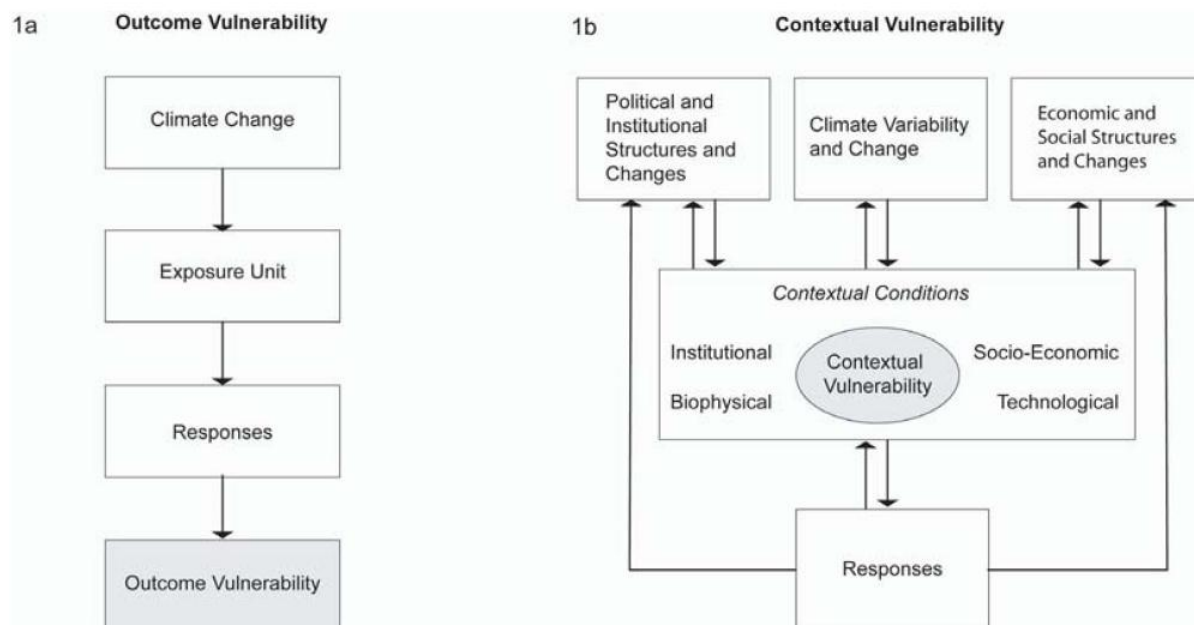 1a
Outcome Vulnerability
Climate Change
Exposure Unit
Responses
Outcome Vulnerability
1b
Contextual Vulnerability
Political and
Institutional
Structures and
Changes
Climate Variability
and Change
Economic and
Social Structures
and Changes
Contextual Conditions
Institutional
Biophysical
Contextual
Vulnerability
Socio-Economic
Technological
Responses